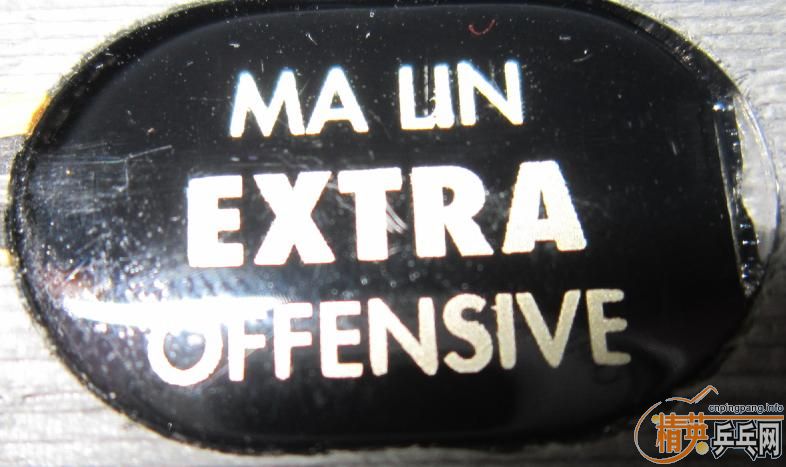 MA LIN
EXTRA
OFFENSIVE
cnpingpang.info
精英乒乓网